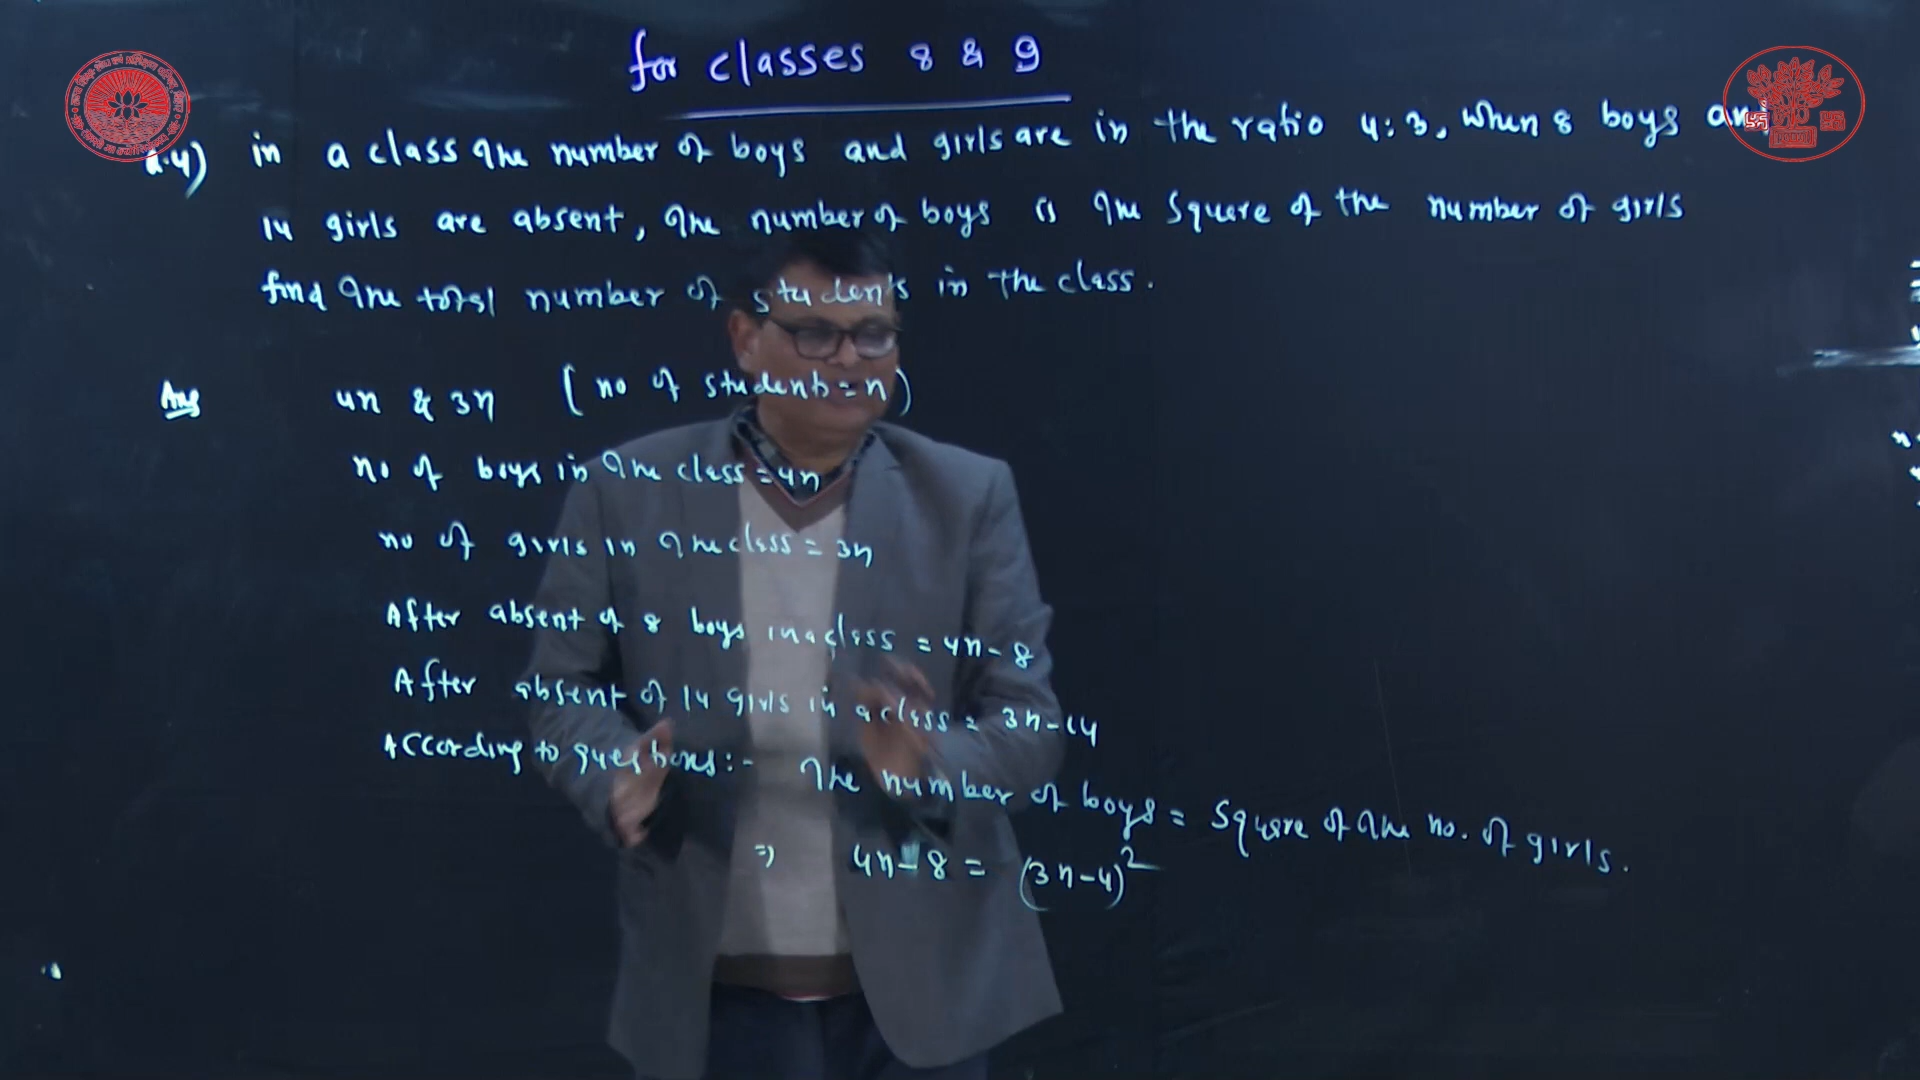 for classes 8 & 9
in a class the number of boys and girls are in the ratio 4:3, when 8 boys and
14 girls are absent, the number of boys is the square of the number of girls
find the total number of students in the class.
Ans 4n & 3n (no of students = n)
no of boys in the class = 4n
no of girls in the class = 3n
After absent of 8 boys in a class = 4n - 8
After absent of 14 girls in a class = 3n - 14
According to questions :- The number of boys = square of the no. of girls.
⇒ 4n - 8 = (3n - 4)²